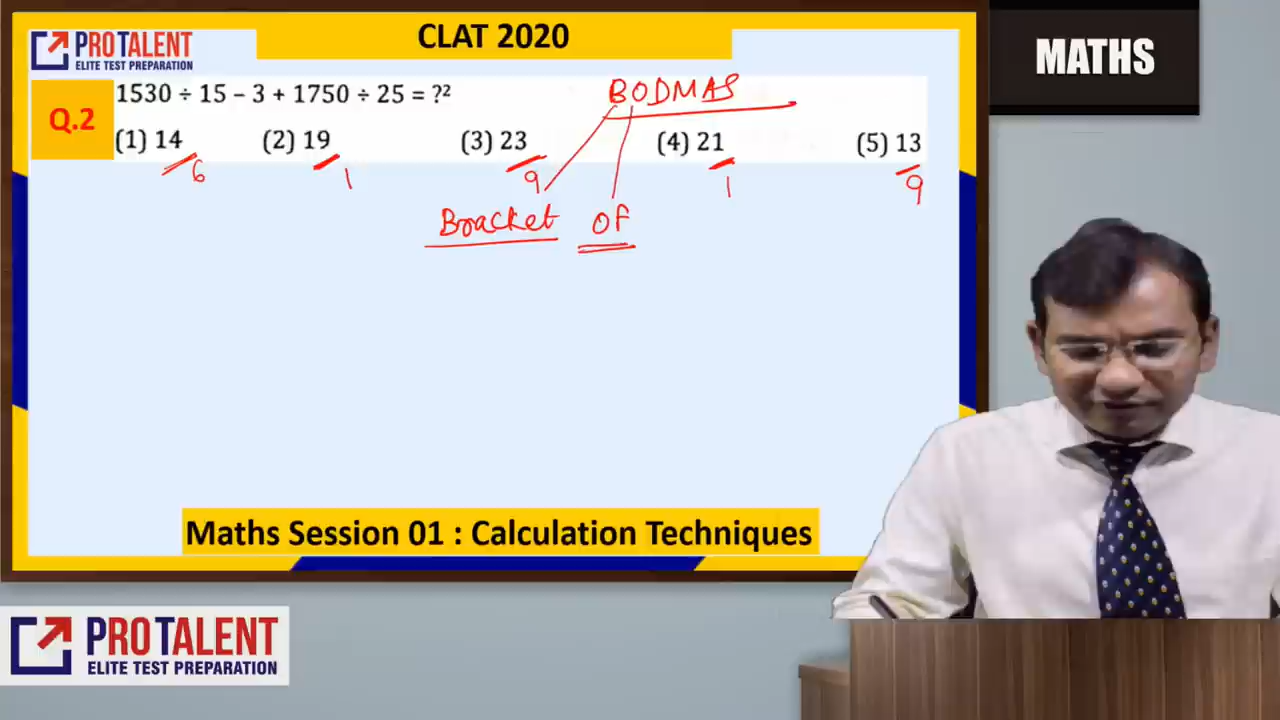 CLAT 2020
PROTALENT
ELITE TEST PREPARATION
MATHS
Q.2
1530 ÷ 15 – 3 + 1750 ÷ 25 = ?²
BODMAS
(1) 14 (2) 19 (3) 23 (4) 21 (5) 13
6 1 9 1 9
Bracket Of
Maths Session 01 : Calculation Techniques
PROTALENT
ELITE TEST PREPARATION